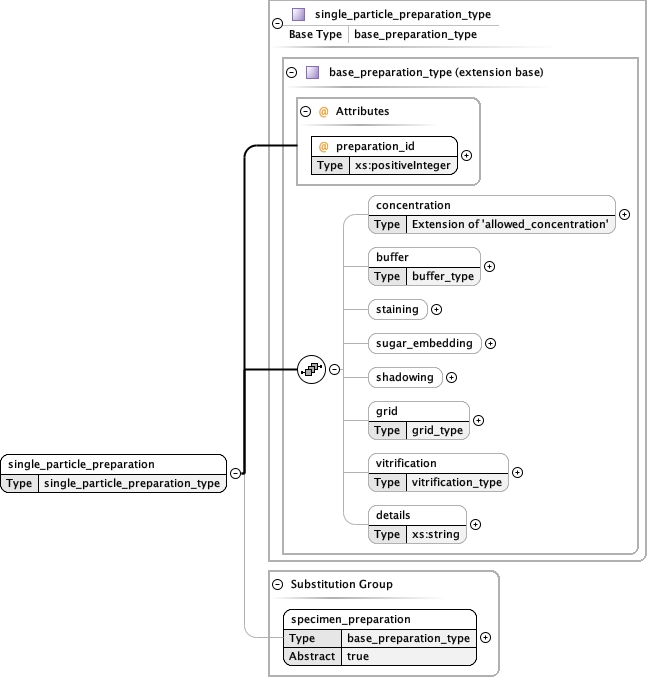 single_particle_preparation_type
Base Type base_preparation_type
base_preparation_type (extension base)
@ Attributes
@ preparation_id
Type xs:positiveInteger
concentration
Type Extension of 'allowed_concentration'
buffer
Type buffer_type
staining
sugar_embedding
shadowing
grid
Type grid_type
vitrification
Type vitrification_type
details
Type xs:string
single_particle_preparation
Type single_particle_preparation_type
Substitution Group
specimen_preparation
Type base_preparation_type
Abstract true